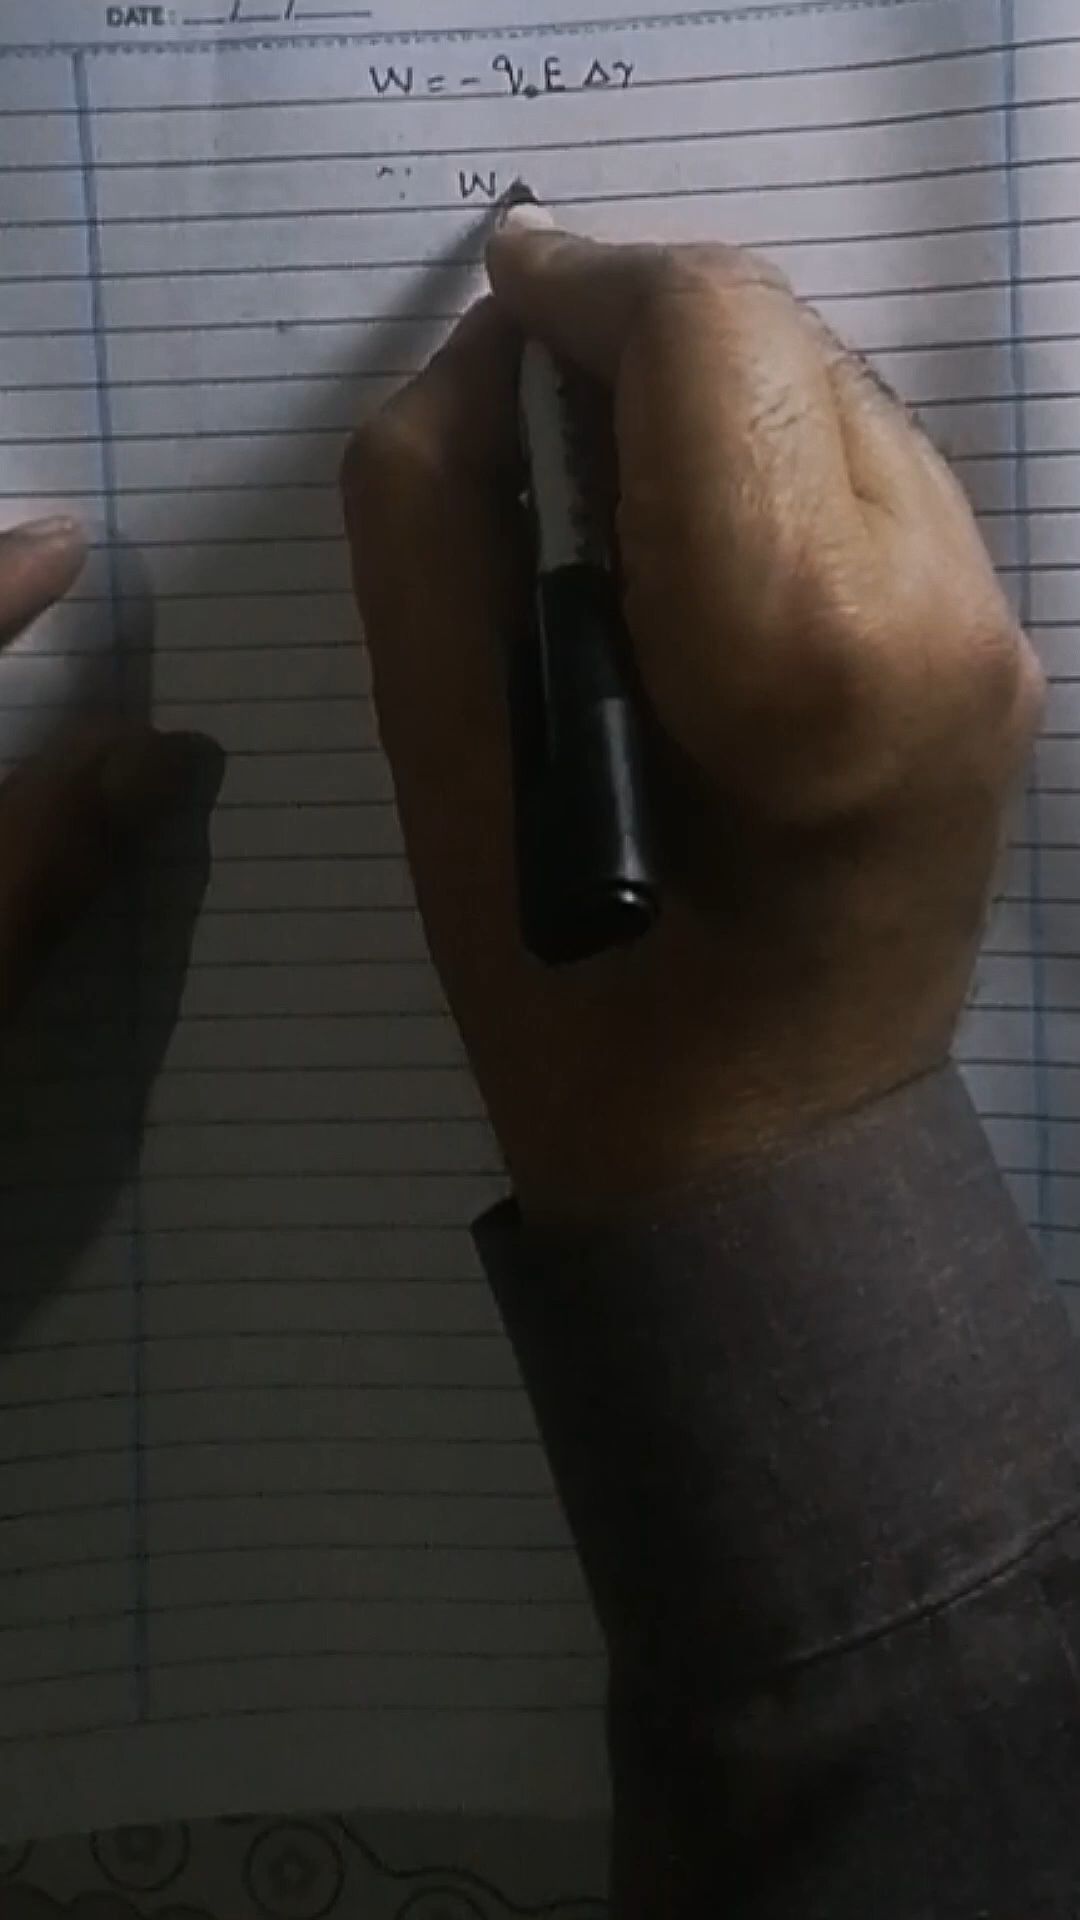 DATE: __/__/____
W = - q₀E Δr
∵ W